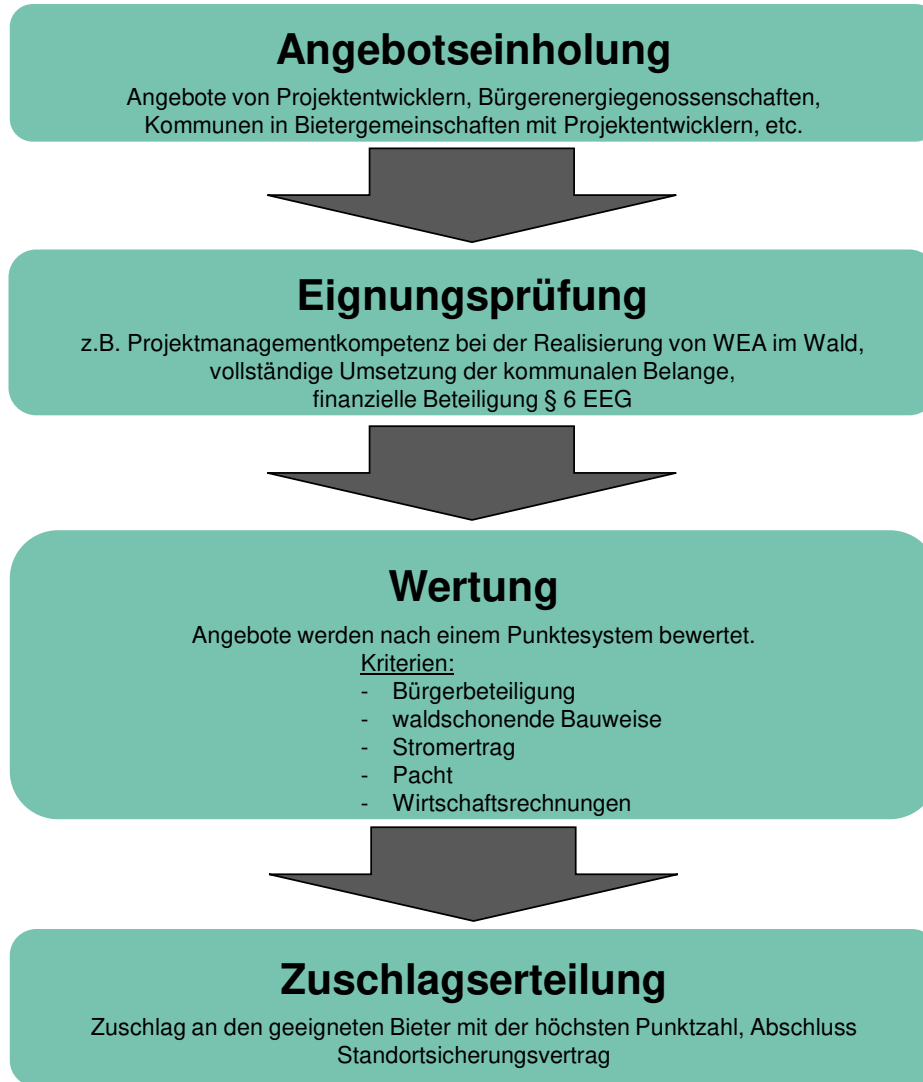 Angebotseinholung
Angebote von Projektentwicklern, Bürgerenergiegenossenschaften,
Kommunen in Bietergemeinschaften mit Projektentwicklern, etc.
Eignungsprüfung
z.B. Projektmanagementkompetenz bei der Realisierung von WEA im Wald,
vollständige Umsetzung der kommunalen Belange,
finanzielle Beteiligung § 6 EEG
Wertung
Angebote werden nach einem Punktesystem bewertet.
Kriterien:
- Bürgerbeteiligung
- waldschonende Bauweise
- Stromertrag
- Pacht
- Wirtschaftsrechnungen
Zuschlagserteilung
Zuschlag an den geeigneten Bieter mit der höchsten Punktzahl, Abschluss
Standortsicherungsvertrag